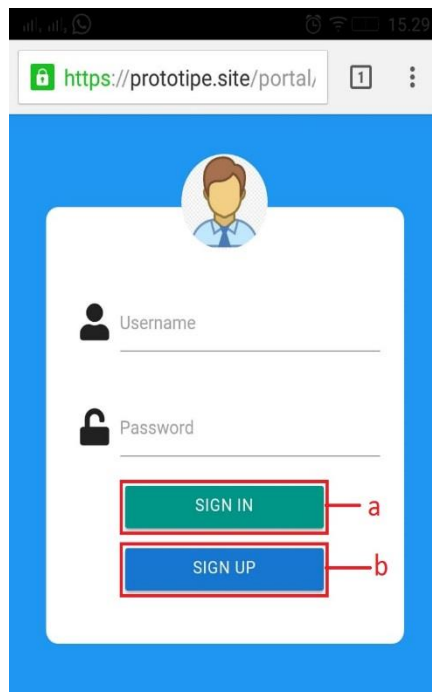 15.29
https://prototipe.site/portal/
1
Username
Password
SIGN IN
a
SIGN UP
b